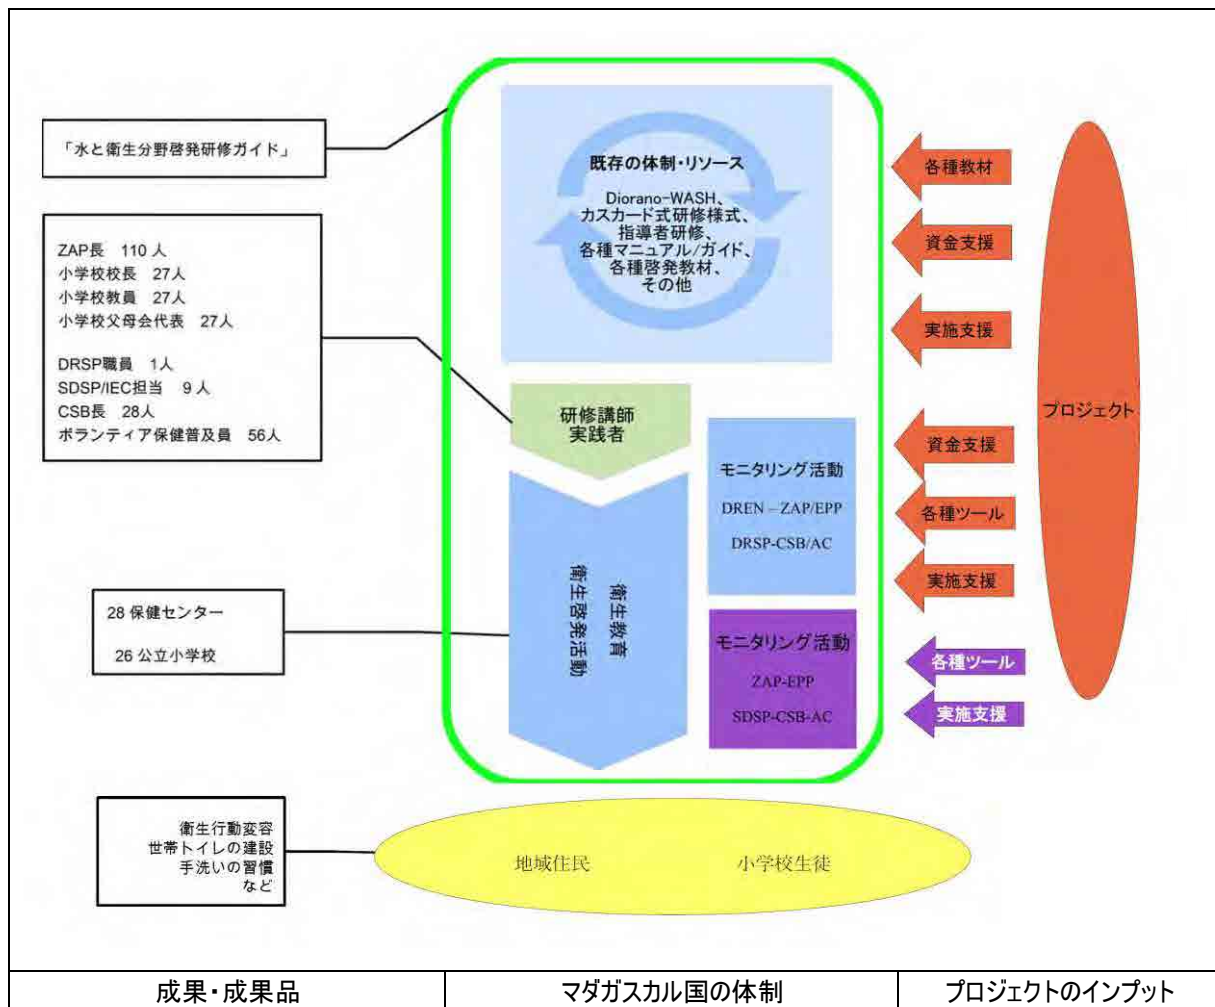 「水と衛生分野啓発研修ガイド」
ZAP長　110 人
小学校校長　27人
小学校教員　27人
小学校父母会代表　27人
DRSP職員　1人
SDSP/IEC担当　9 人
CSB長　28人
ボランティア保健普及員　56人
28 保健センター
26 公立小学校
衛生行動変容
世帯トイレの建設
手洗いの習慣
など
既存の体制・リソース
Diorano-WASH、
カスカード式研修様式、
指導者研修、
各種マニュアル/ガイド、
各種啓発教材、
その他
研修講師
実践者
衛生教育
衛生啓発活動
モニタリング活動
DREN – ZAP/EPP
DRSP-CSB/AC
モニタリング活動
ZAP-EPP
SDSP-CSB-AC
地域住民
小学校生徒
各種教材
資金支援
実施支援
資金支援
各種ツール
実施支援
各種ツール
実施支援
プロジェクト
成果・成果品
マダガスカル国の体制
プロジェクトのインプット